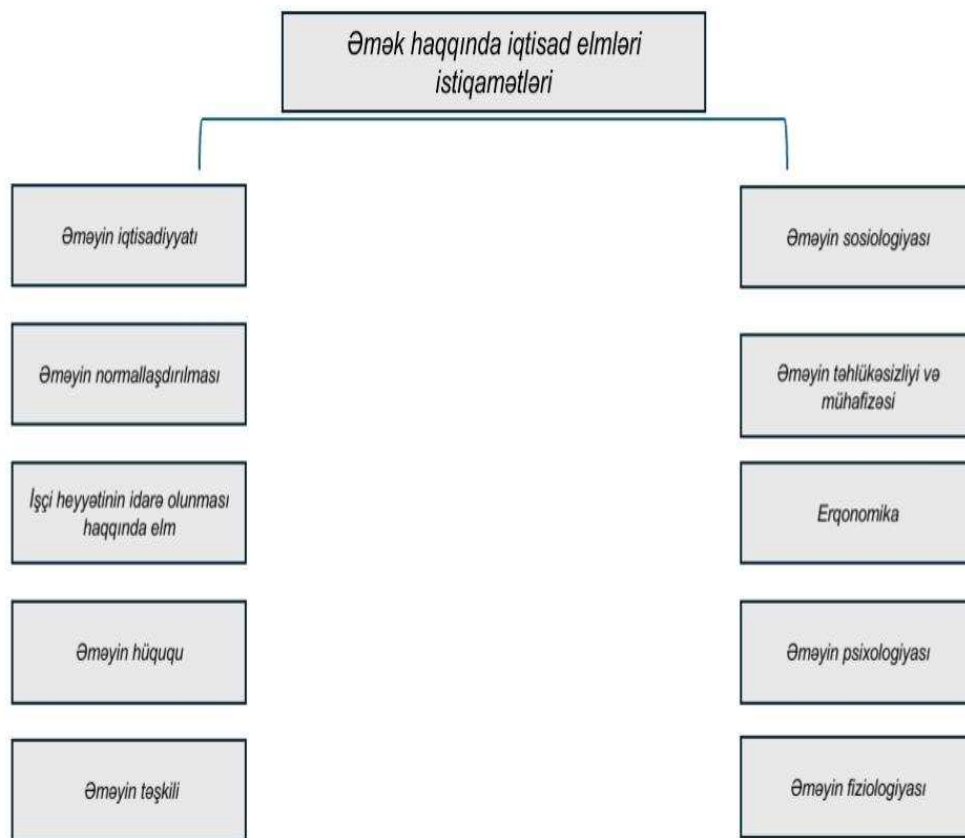 Əmək haqqında iqtisad elmləri
istiqamətləri
Əməyin iqtisadiyyatı
Əməyin normallaşdırılması
İşçi heyyətinin idarə olunması
haqqında elm
Əməyin hüququ
Əməyin təşkili
Əməyin sosiologiyası
Əməyin təhlükəsizliyi və
mühafizəsi
Erqonomika
Əməyin psixologiyası
Əməyin fiziologiyası